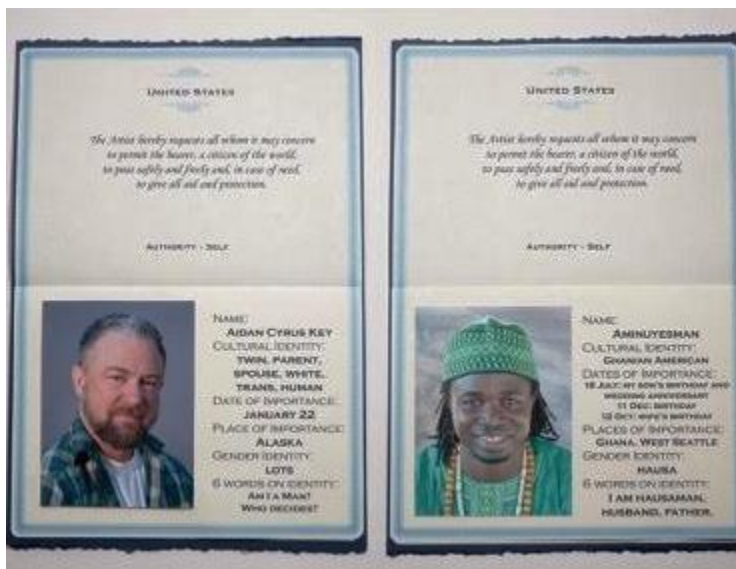 UNITED STATES
The Artist hereby requests all whom it may concern
to permit the bearer, a citizen of the world,
to pass safely and freely and, in case of need,
to give all aid and protection.
AUTHORITY - SELF
NAME:
AIDAN CYRUS KEY
CULTURAL IDENTITY:
TWIN, PARENT,
SPOUSE, WHITE,
TRANS, HUMAN
DATE OF IMPORTANCE:
JANUARY 22
PLACE OF IMPORTANCE:
ALASKA
GENDER IDENTITY:
LOTS
6 WORDS ON IDENTITY:
AM I A MAN?
WHO DECIDES?
UNITED STATES
The Artist hereby requests all whom it may concern
to permit the bearer, a citizen of the world,
to pass safely and freely and, in case of need,
to give all aid and protection.
AUTHORITY - SELF
NAME:
AMINUYESMAN
CULTURAL IDENTITY:
GHANIAN AMERICAN
DATES OF IMPORTANCE:
JULY: MY SON'S BIRTHDAY AND
WEDDING ANNIVERSARY
11 DEC: BIRTHDAY
OCT: WIFE'S BIRTHDAY
PLACES OF IMPORTANCE:
GHANA, WEST SEATTLE
GENDER IDENTITY:
HAUSA
6 WORDS ON IDENTITY:
I AM HAUSAMAN,
HUSBAND, FATHER.